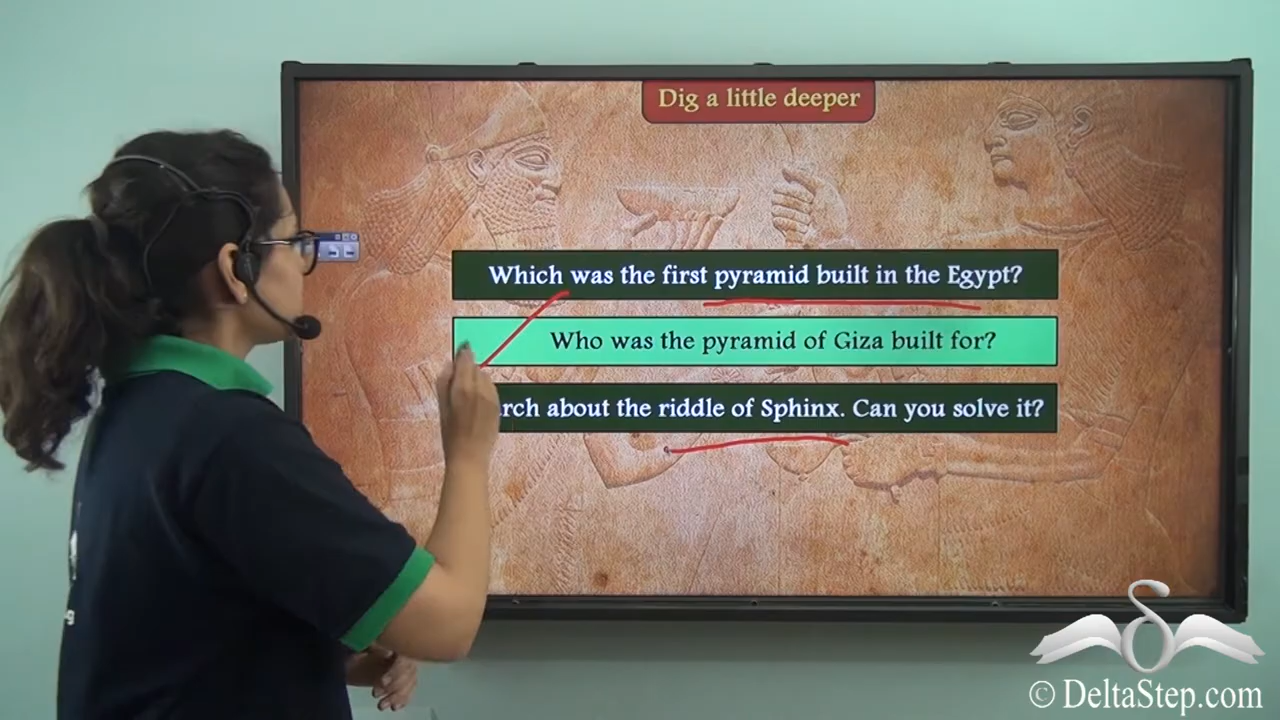 Dig a little deeper
Which was the first pyramid built in the Egypt?
Who was the pyramid of Giza built for?
about the riddle of Sphinx. Can you solve it?
© DeltaStep.com